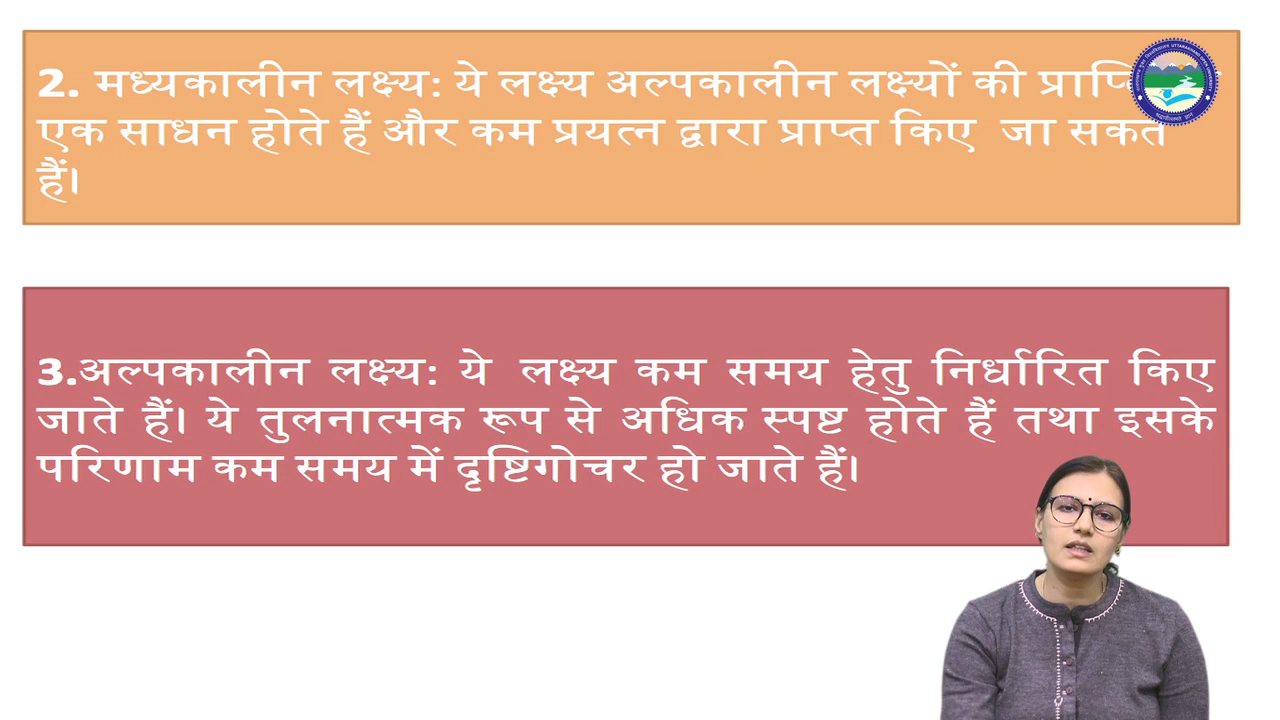 2. मध्यकालीन लक्ष्य: ये लक्ष्य अल्पकालीन लक्ष्यों की
एक साधन होते हैं और कम प्रयत्न द्वारा प्राप्त किए जा सकते
हैं।
3.अल्पकालीन लक्ष्य: ये लक्ष्य कम समय हेतु निर्धारित किए
जाते हैं। ये तुलनात्मक रूप से अधिक स्पष्ट होते हैं तथा इसके
परिणाम कम समय में दृष्टिगोचर हो जाते हैं।